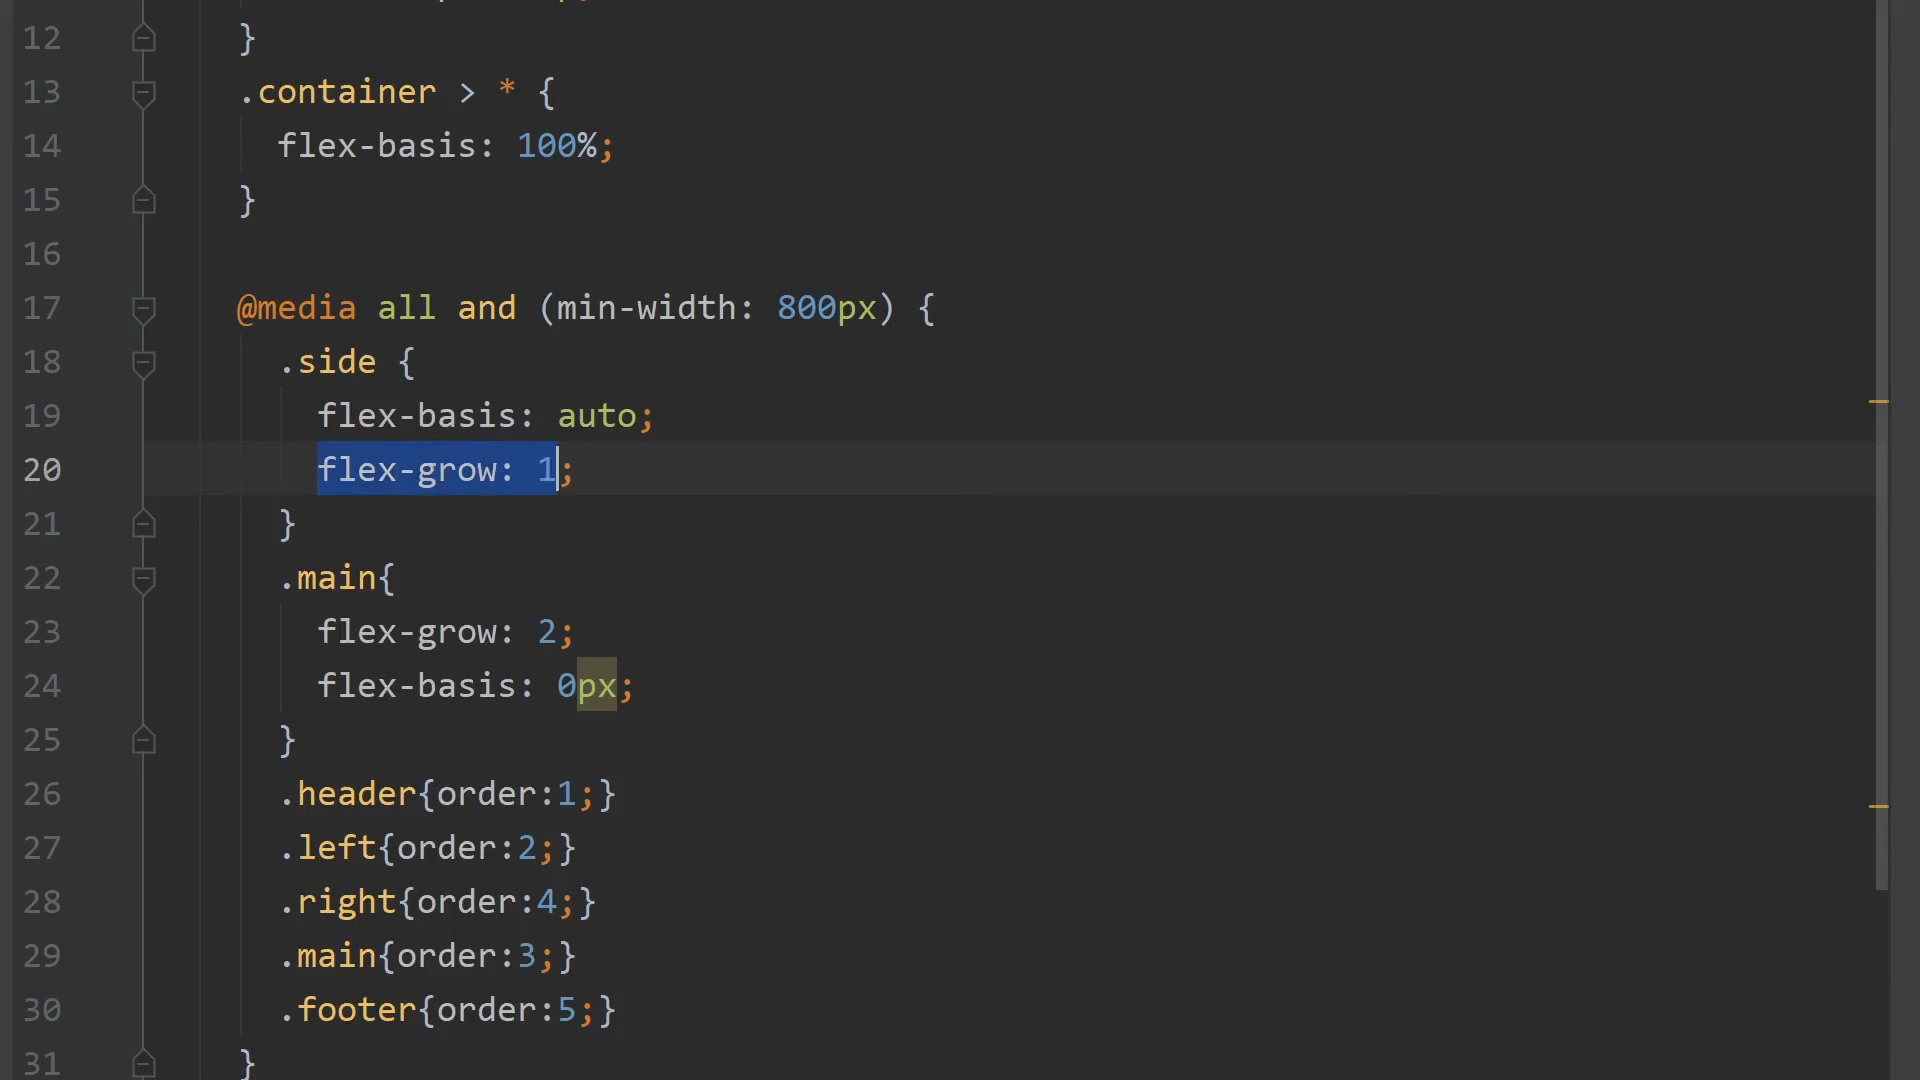 12 }
13 .container > * {
14 flex-basis: 100%;
15 }
16
17 @media all and (min-width: 800px) {
18 .side {
19 flex-basis: auto;
20 flex-grow: 1;
21 }
22 .main{
23 flex-grow: 2;
24 flex-basis: 0px;
25 }
26 .header{order:1;}
27 .left{order:2;}
28 .right{order:4;}
29 .main{order:3;}
30 .footer{order:5;}
31 }